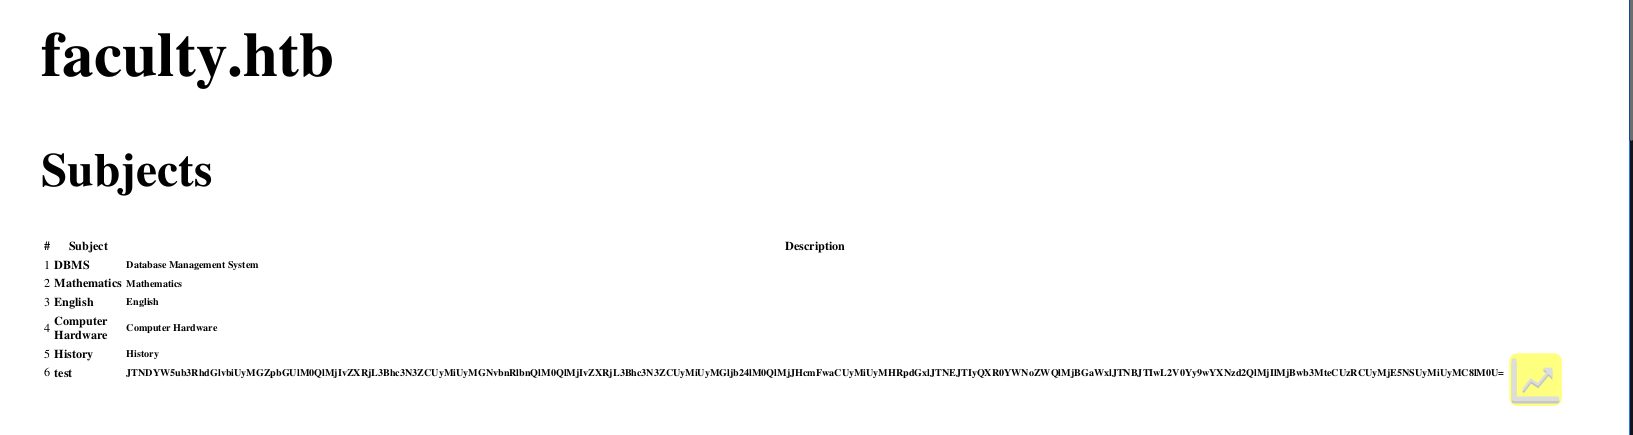 faculty.htb
Subjects
# Subject Description
1 DBMS Database Management System
2 Mathematics Mathematics
3 English English
4 Computer Hardware Computer Hardware
5 History History
6 test